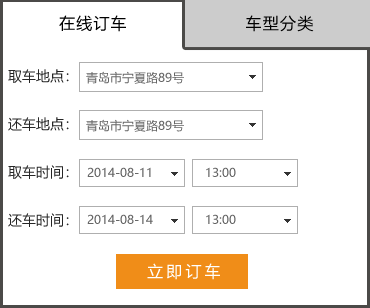 在线订车 车型分类
取车地点： 青岛市宁夏路89号
还车地点： 青岛市宁夏路89号
取车时间： 2014-08-11 13:00
还车时间： 2014-08-14 13:00
立即订车